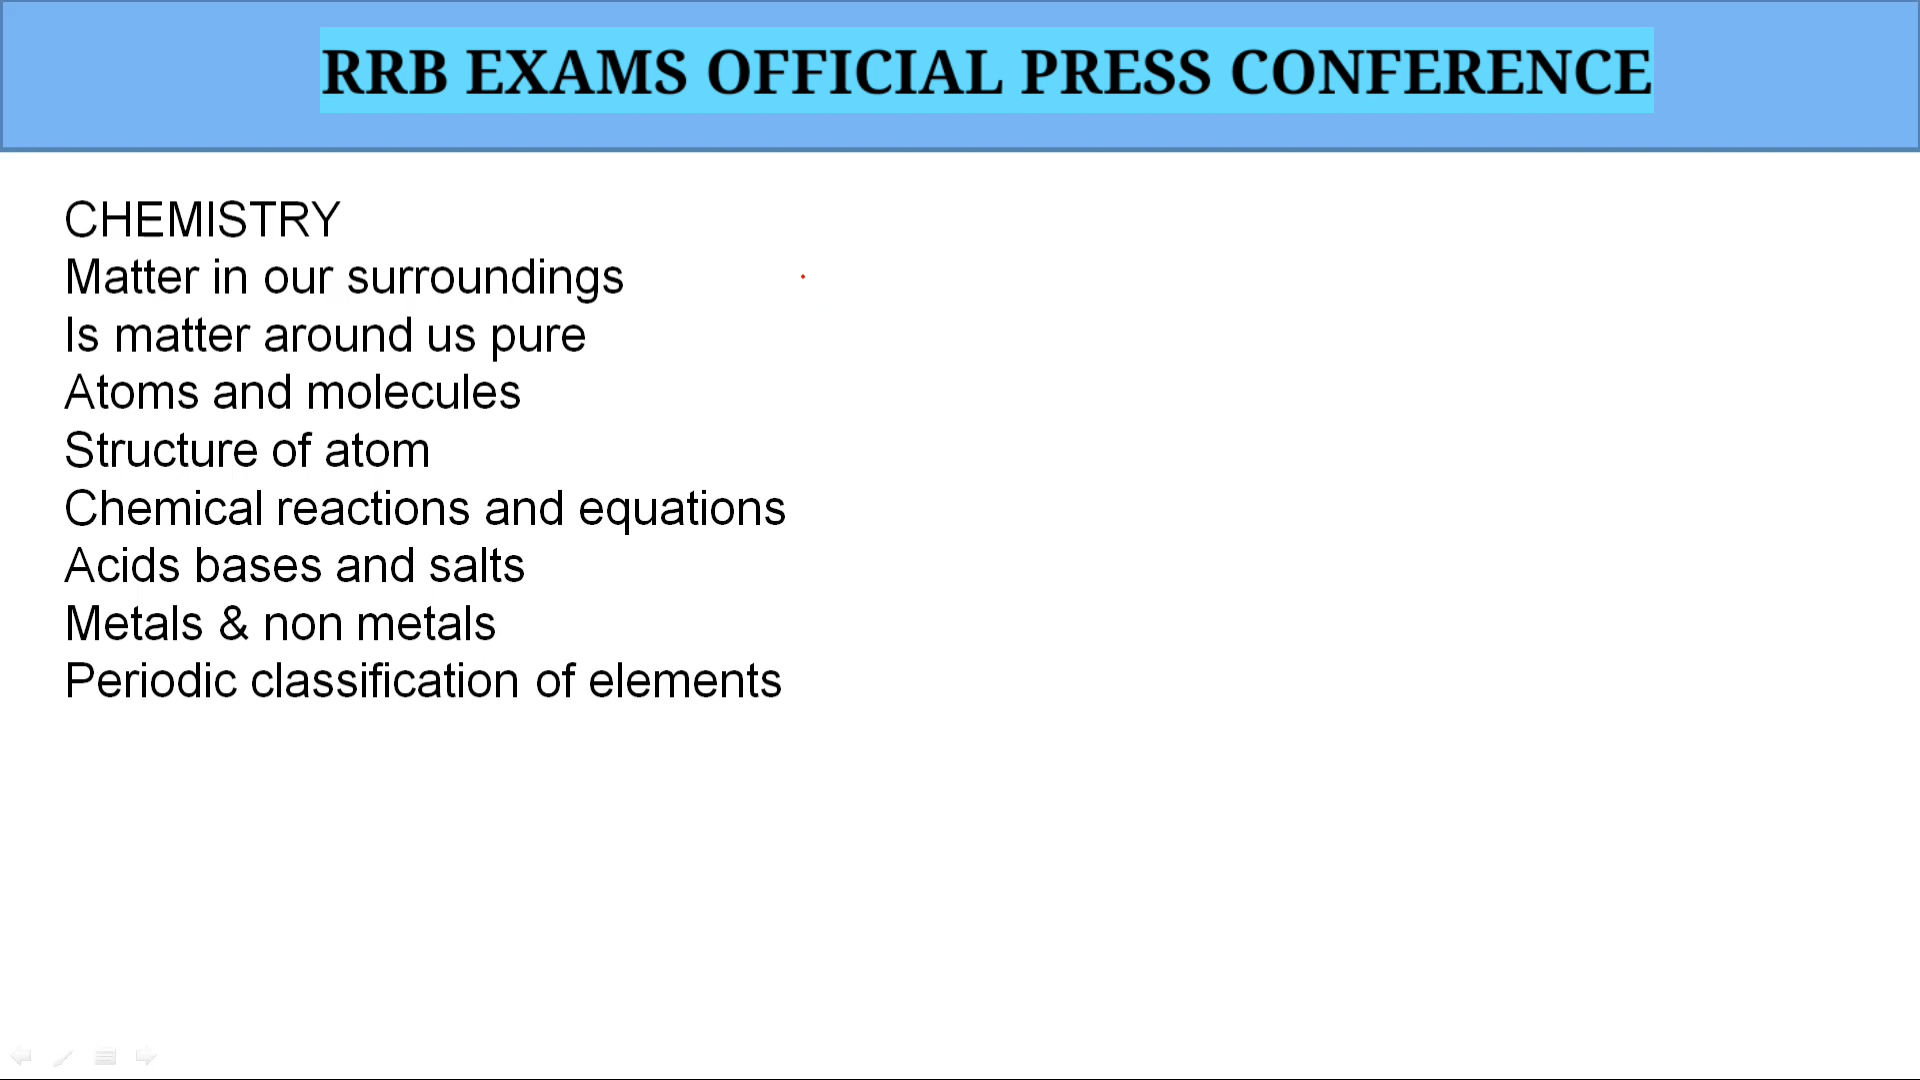 RRB EXAMS OFFICIAL PRESS CONFERENCE
CHEMISTRY
Matter in our surroundings
Is matter around us pure
Atoms and molecules
Structure of atom
Chemical reactions and equations
Acids bases and salts
Metals & non metals
Periodic classification of elements